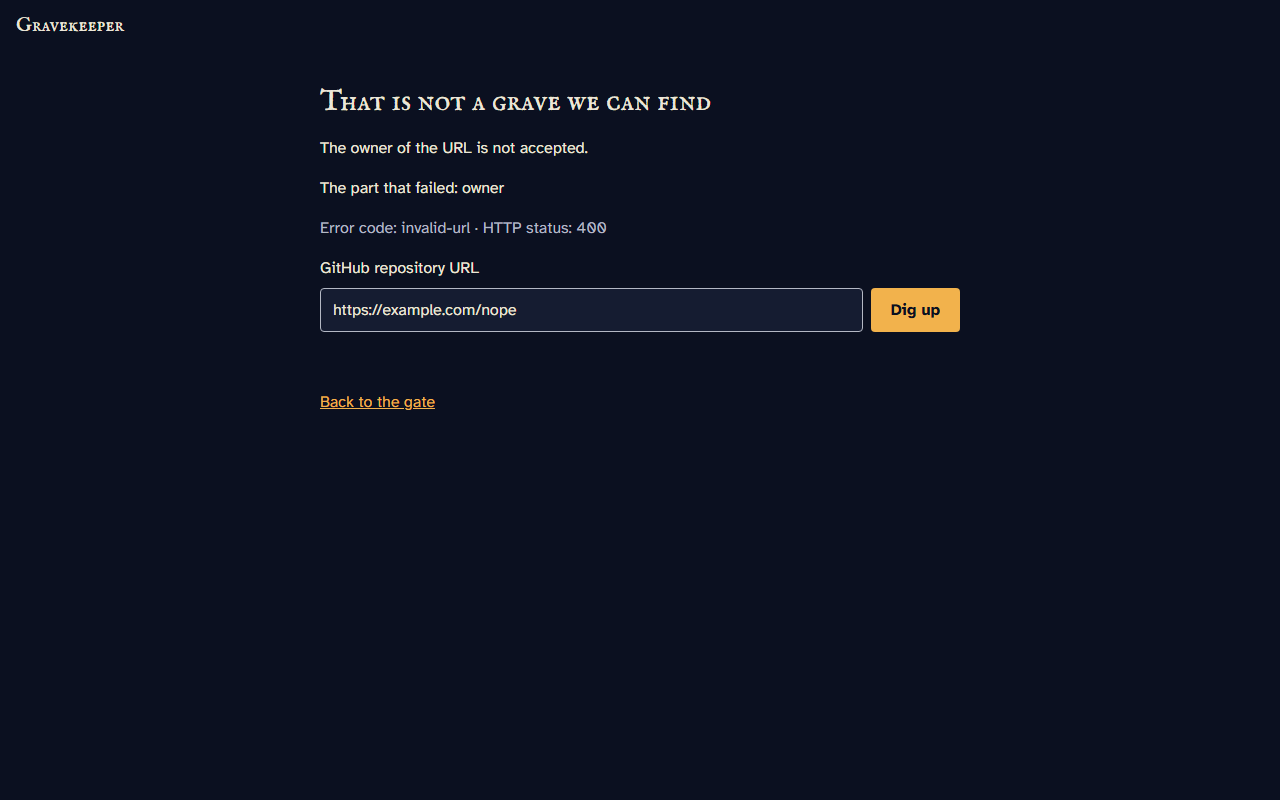 Gravekeeper
That is not a grave we can find
The owner of the URL is not accepted.
The part that failed: owner
Error code: invalid-url · HTTP status: 400
GitHub repository URL
https://example.com/nope
Dig up
Back to the gate